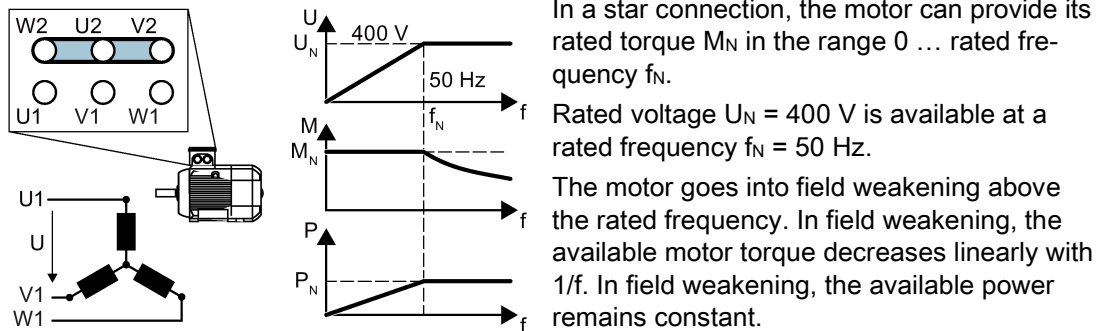 W2 U2 V2
U1 V1 W1
U1
U
V1
W1
U
U_N 400 V
50 Hz
f
f_N
M
M_N
f
P
P_N
f
In a star connection, the motor can provide its
rated torque M_N in the range 0 … rated fre-
quency f_N.
Rated voltage U_N = 400 V is available at a
rated frequency f_N = 50 Hz.
The motor goes into field weakening above
the rated frequency. In field weakening, the
available motor torque decreases linearly with
1/f. In field weakening, the available power
remains constant.